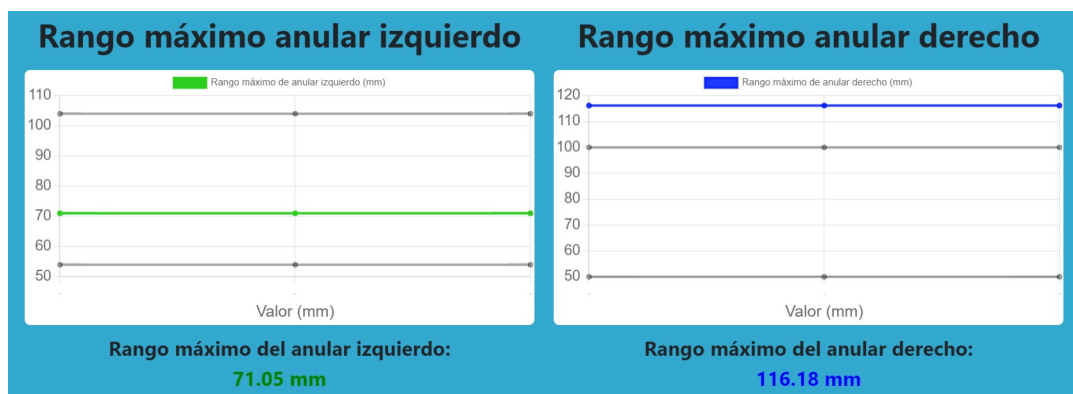 Rango máximo anular izquierdo
Rango máximo de anular izquierdo (mm)
110
100
90
80
70
60
50
Valor (mm)
Rango máximo del anular izquierdo:
71.05 mm
Rango máximo anular derecho
Rango máximo de anular derecho (mm)
120
110
100
90
80
70
60
50
Valor (mm)
Rango máximo del anular derecho:
116.18 mm